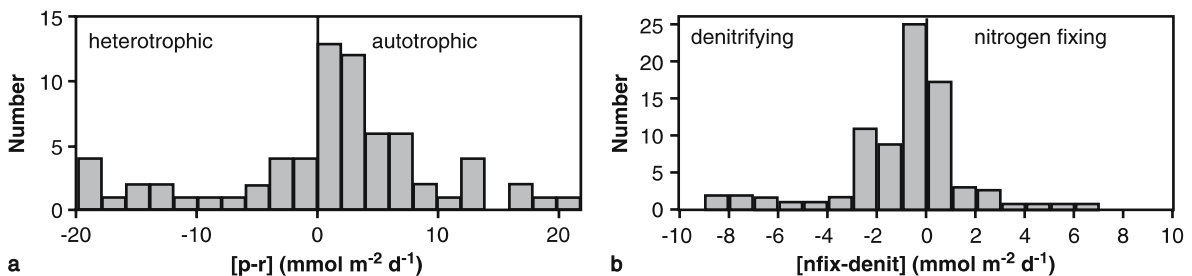 15
10
5
0
Number
heterotrophic
autotrophic
-20
-10
0
10
20
[p-r] (mmol m⁻² d⁻¹)
a
25
20
15
10
5
0
Number
denitrifying
nitrogen fixing
-10
-8
-6
-4
-2
0
2
4
6
8
10
[nfix-denit] (mmol m⁻² d⁻¹)
b